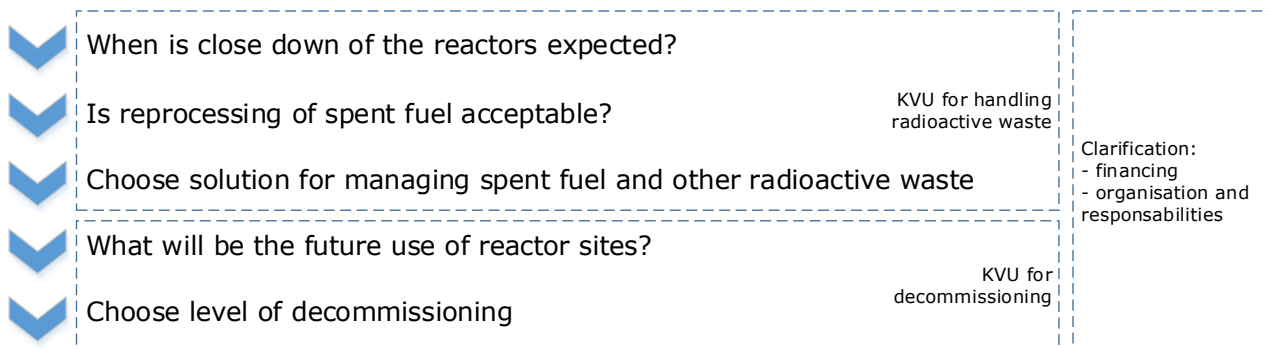 When is close down of the reactors expected?
Is reprocessing of spent fuel acceptable?
KVU for handling
radioactive waste
Choose solution for managing spent fuel and other radioactive waste
What will be the future use of reactor sites?
KVU for
decommissioning
Choose level of decommissioning
Clarification:
- financing
- organisation and
responsabilities